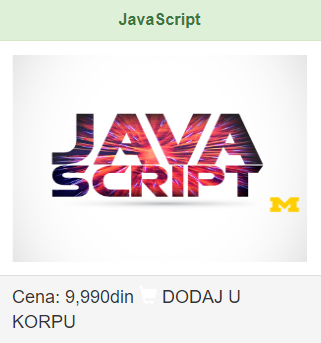 JavaScript
JAVA
SCRIPT
M
Cena: 9,990din DODAJ U
KORPU